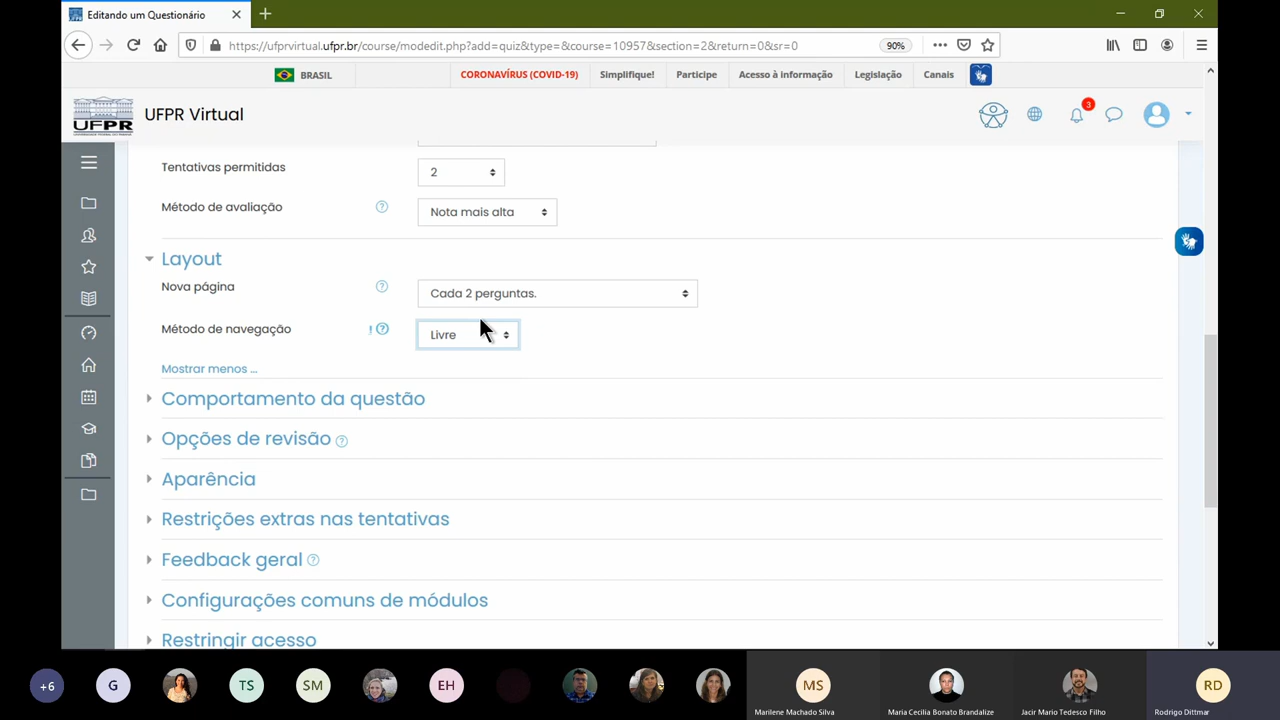 Editando um Questionário
https://ufprvirtual.ufpr.br/course/modedit.php?add=quiz&type=&course=10957&section=2&return=0&sr=0
90%
BRASIL
CORONAVÍRUS (COVID-19)
Simplifique!
Participe
Acesso à informação
Legislação
Canais
UFPR
UFPR Virtual
3
Tentativas permitidas
2
Método de avaliação
Nota mais alta
Layout
Nova página
Cada 2 perguntas.
Método de navegação
Livre
Mostrar menos ...
Comportamento da questão
Opções de revisão
Aparência
Restrições extras nas tentativas
Feedback geral
Configurações comuns de módulos
Restringir acesso
+6
G
TS
SM
EH
MS
RD
Marilene Machado Silva
Maria Cecilia Bonato Brandalize
Jacir Mario Tedesco Filho
Rodrigo Dittmar